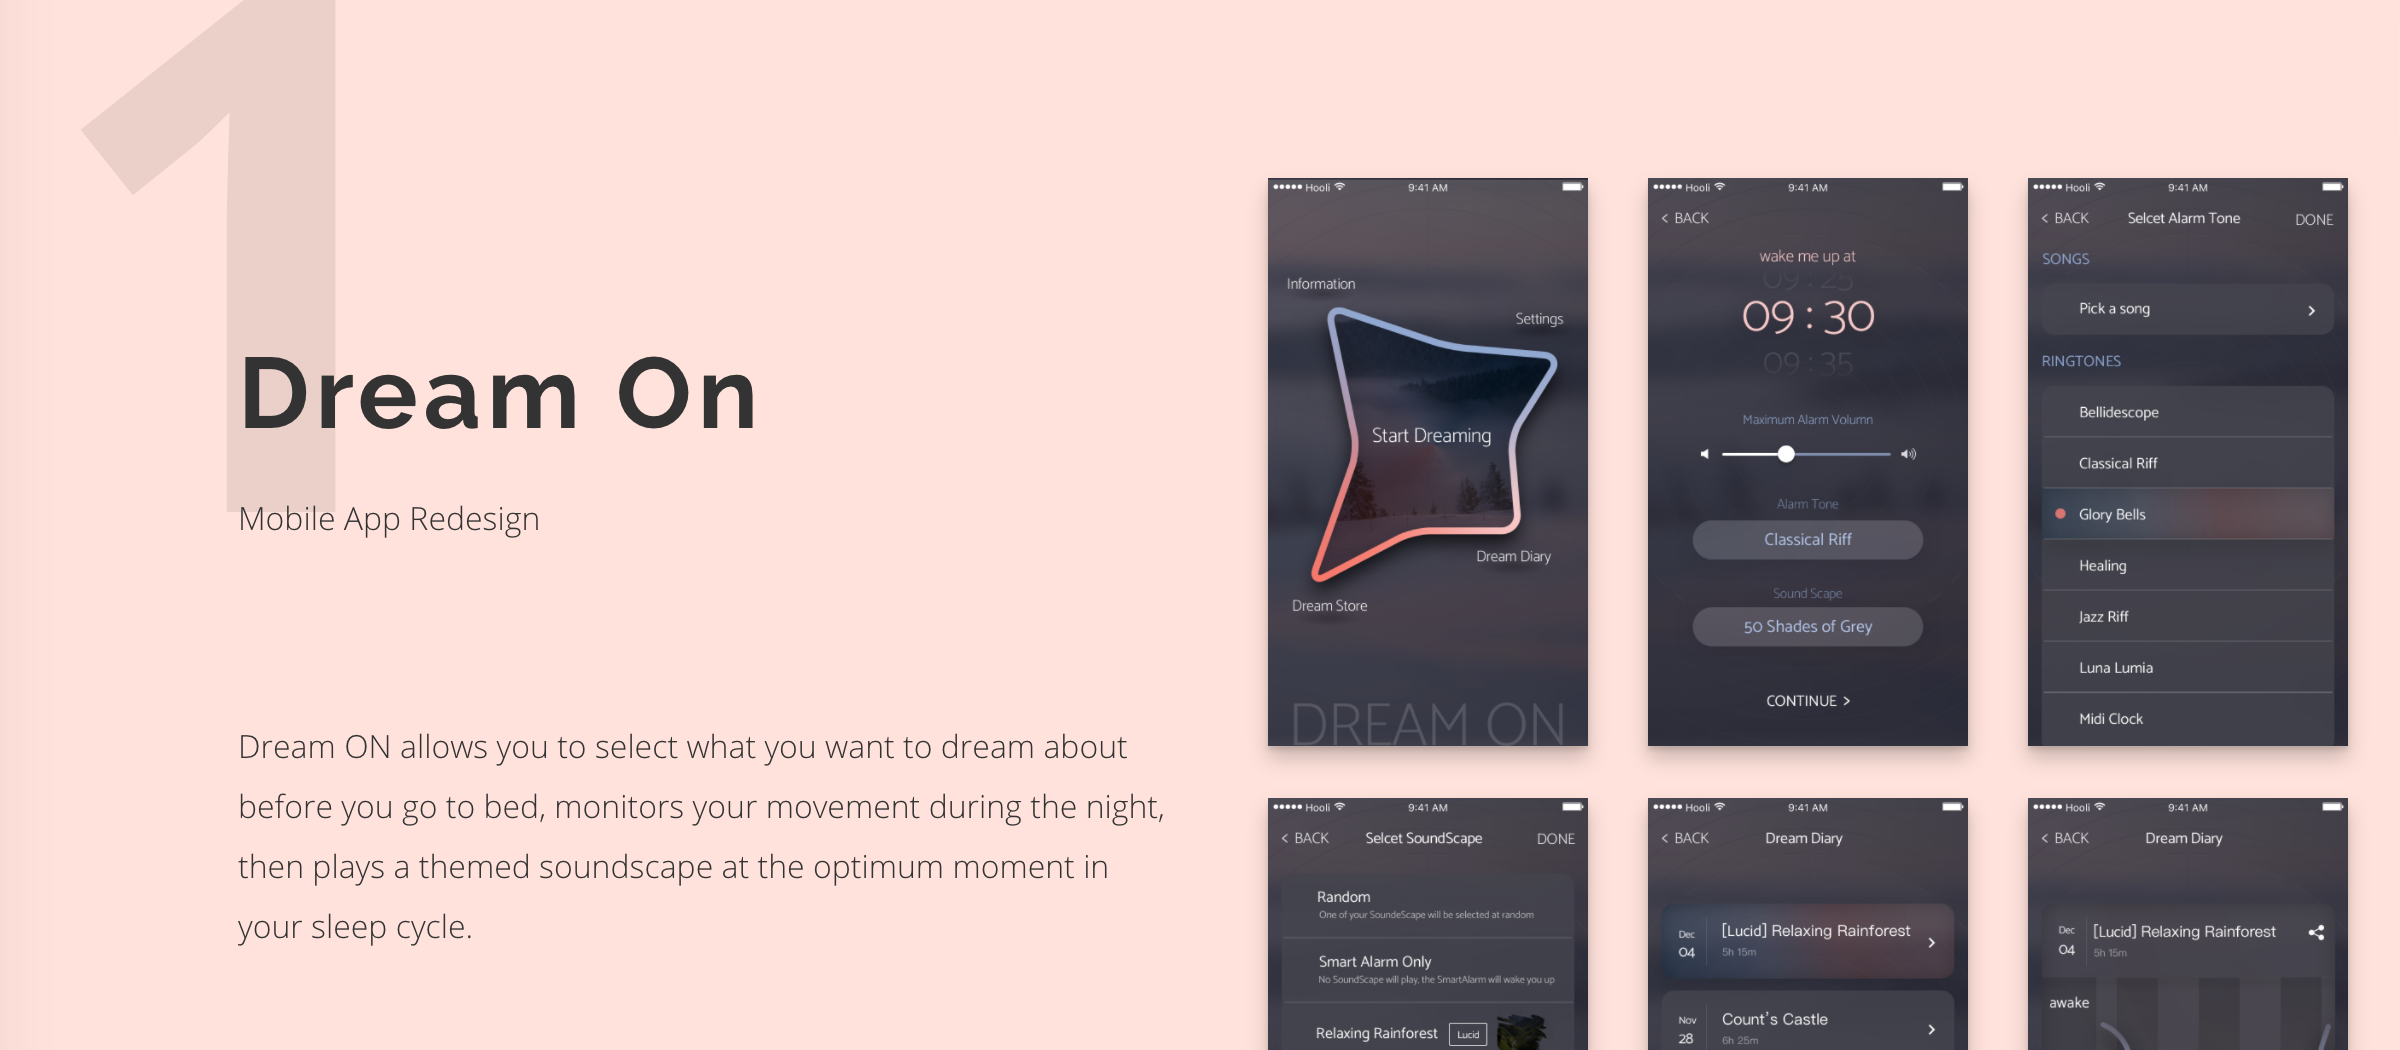 1
Dream On
Mobile App Redesign
Dream ON allows you to select what you want to dream about
before you go to bed, monitors your movement during the night,
then plays a themed soundscape at the optimum moment in
your sleep cycle.
Hooli 9:41 AM
Information
Settings
Start Dreaming
Dream Diary
Dream Store
DREAM ON
Hooli 9:41 AM
< BACK
wake me up at
09 : 25
09 : 30
09 : 35
Maximum Alarm Volumn
Alarm Tone
Classical Riff
Sound Scape
50 Shades of Grey
CONTINUE >
Hooli 9:41 AM
< BACK Selcet Alarm Tone DONE
SONGS
Pick a song >
RINGTONES
Bellidescope
Classical Riff
Glory Bells
Healing
Jazz Riff
Luna Lumia
Midi Clock
Hooli 9:41 AM
< BACK Selcet SoundScape DONE
Random
One of your SoundeScape will be selected at random
Smart Alarm Only
No SoundScape will play, the SmartAlarm will wake you up
Relaxing Rainforest Lucid
Hooli 9:41 AM
< BACK Dream Diary
Dec
04
[Lucid] Relaxing Rainforest >
5h 15m
Nov
28
Count's Castle >
6h 25m
Hooli 9:41 AM
< BACK Dream Diary
Dec
04
[Lucid] Relaxing Rainforest
5h 15m
awake